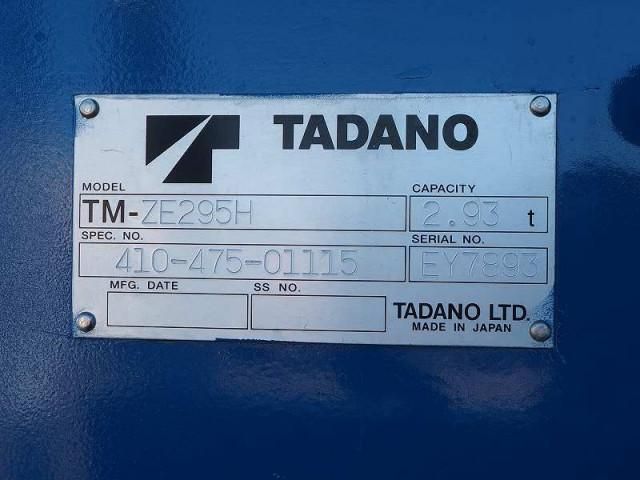 TADANO
MODEL CAPACITY
TM-ZE295H 2.93 t
SPEC. NO. SERIAL NO.
410-475-01115 EY7893
MFG. DATE SS NO.
TADANO LTD.
MADE IN JAPAN